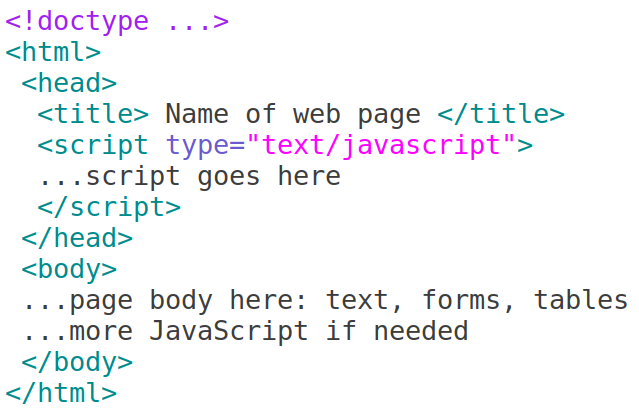 <!doctype ...>
<html>
 <head>
  <title> Name of web page </title>
  <script type="text/javascript">
  ...script goes here
  </script>
 </head>
 <body>
 ...page body here: text, forms, tables
 ...more JavaScript if needed
 </body>
</html>